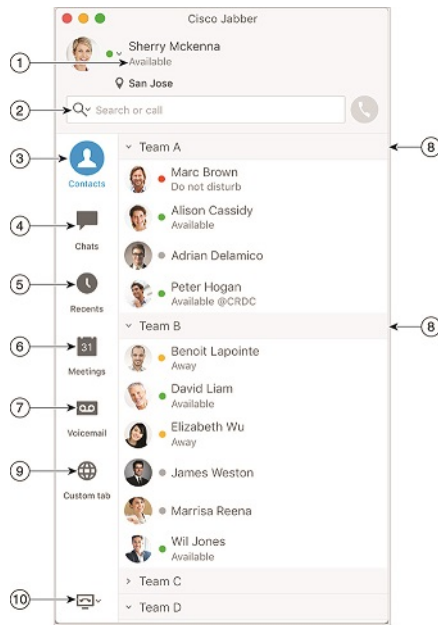 Cisco Jabber
Sherry Mckenna
1
Available
San Jose
2
Search or call
3
Contacts
Team A
8
Marc Brown
Do not disturb
4
Chats
Alison Cassidy
Available
Adrian Delamico
5
Recents
Peter Hogan
Available @CRDC
Team B
8
6
31
Meetings
Benoit Lapointe
Away
David Liam
Available
7
Voicemail
Elizabeth Wu
Away
9
Custom tab
James Weston
Marrisa Reena
Wil Jones
Available
Team C
10
Team D